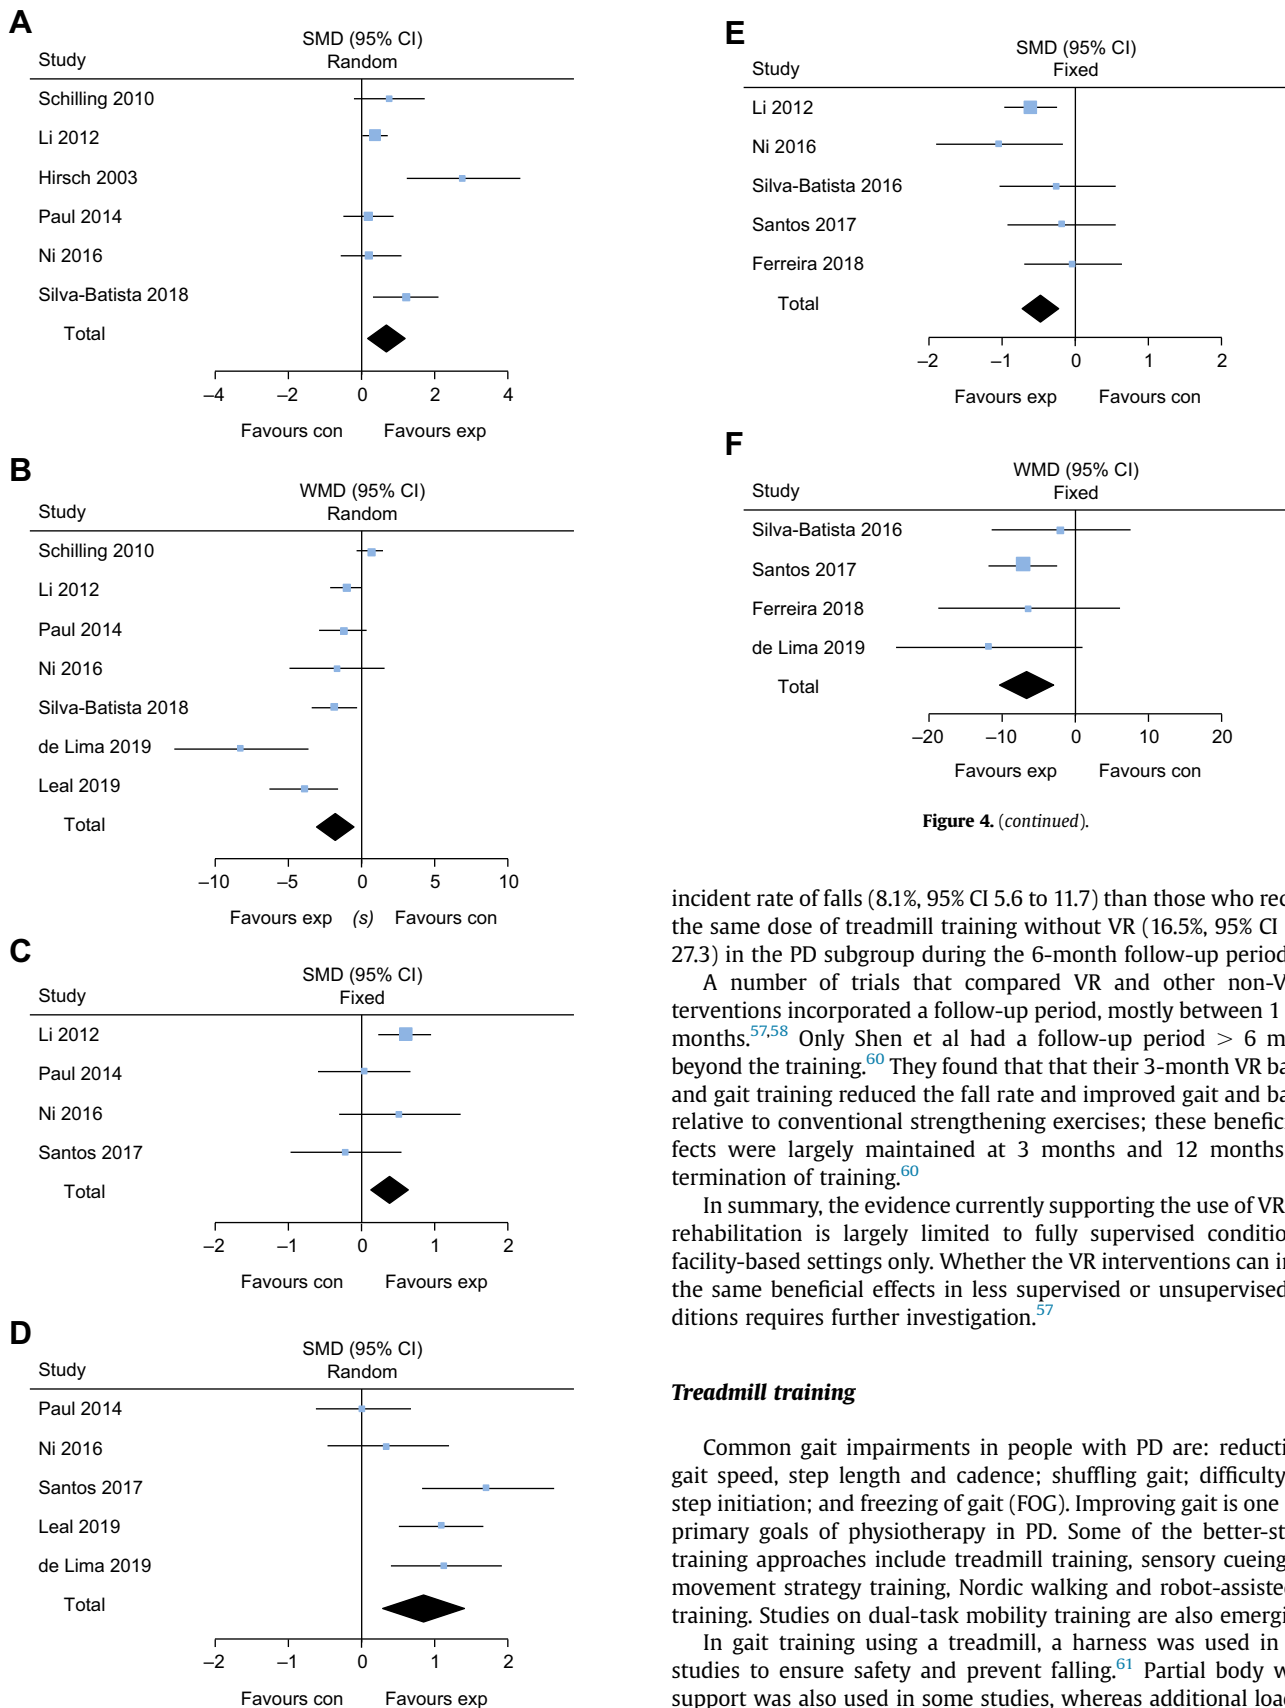 A
SMD (95% CI)
Study Random
Schilling 2010
Li 2012
Hirsch 2003
Paul 2014
Ni 2016
Silva-Batista 2018
Total
–4 –2 0 2 4
Favours con Favours exp
B
WMD (95% CI)
Study Random
Schilling 2010
Li 2012
Paul 2014
Ni 2016
Silva-Batista 2018
de Lima 2019
Leal 2019
Total
–10 –5 0 5 10
Favours exp (s) Favours con
C
SMD (95% CI)
Study Fixed
Li 2012
Paul 2014
Ni 2016
Santos 2017
Total
–2 –1 0 1 2
Favours con Favours exp
D
SMD (95% CI)
Study Random
Paul 2014
Ni 2016
Santos 2017
Leal 2019
de Lima 2019
Total
–2 –1 0 1 2
Favours con Favours exp
E
SMD (95% CI)
Study Fixed
Li 2012
Ni 2016
Silva-Batista 2016
Santos 2017
Ferreira 2018
Total
–2 –1 0 1 2
Favours exp Favours con
F
WMD (95% CI)
Study Fixed
Silva-Batista 2016
Santos 2017
Ferreira 2018
de Lima 2019
Total
–20 –10 0 10 20
Favours exp Favours con
Figure 4. (continued).
incident rate of falls (8.1%, 95% CI 5.6 to 11.7) than those who rec
the same dose of treadmill training without VR (16.5%, 95% CI
27.3) in the PD subgroup during the 6-month follow-up period
A number of trials that compared VR and other non-V
terventions incorporated a follow-up period, mostly between 1
months.57,58 Only Shen et al had a follow-up period > 6 m
beyond the training.60 They found that that their 3-month VR ba
and gait training reduced the fall rate and improved gait and ba
relative to conventional strengthening exercises; these benefici
fects were largely maintained at 3 months and 12 months
termination of training.60
In summary, the evidence currently supporting the use of VR
rehabilitation is largely limited to fully supervised conditio
facility-based settings only. Whether the VR interventions can i
the same beneficial effects in less supervised or unsupervised
ditions requires further investigation.57
Treadmill training
Common gait impairments in people with PD are: reducti
gait speed, step length and cadence; shuffling gait; difficulty
step initiation; and freezing of gait (FOG). Improving gait is one
primary goals of physiotherapy in PD. Some of the better-st
training approaches include treadmill training, sensory cueing
movement strategy training, Nordic walking and robot-assiste
training. Studies on dual-task mobility training are also emergi
In gait training using a treadmill, a harness was used in
studies to ensure safety and prevent falling.61 Partial body w
support was also used in some studies, whereas additional loa